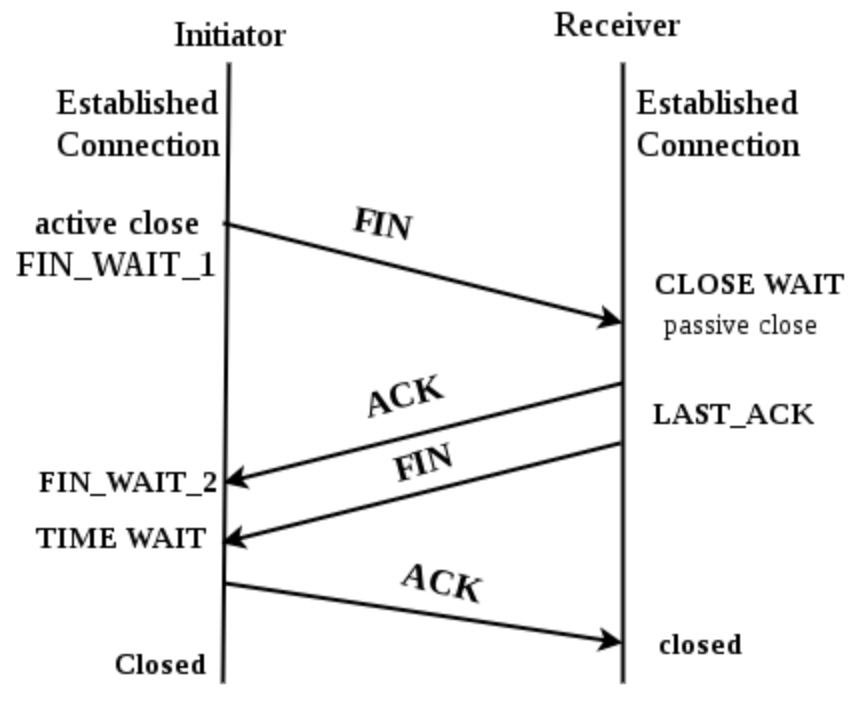 Initiator
Receiver
Established
Connection
Established
Connection
active close
FIN_WAIT_1
FIN
CLOSE WAIT
passive close
ACK
LAST_ACK
FIN
FIN_WAIT_2
TIME WAIT
ACK
Closed
closed